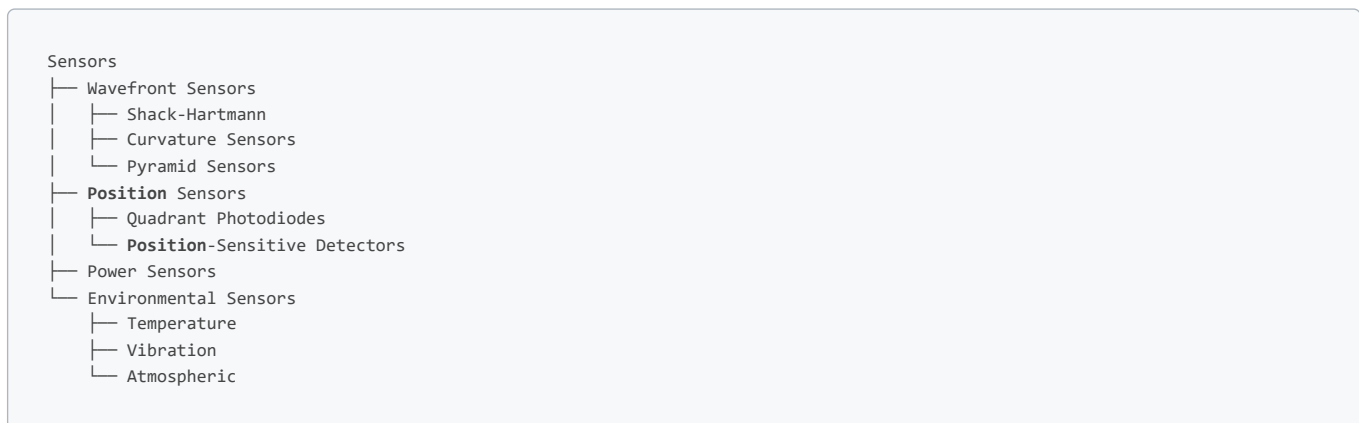 Sensors
├── Wavefront Sensors
│   ├── Shack-Hartmann
│   ├── Curvature Sensors
│   └── Pyramid Sensors
├── Position Sensors
│   ├── Quadrant Photodiodes
│   └── Position-Sensitive Detectors
├── Power Sensors
└── Environmental Sensors
    ├── Temperature
    ├── Vibration
    └── Atmospheric